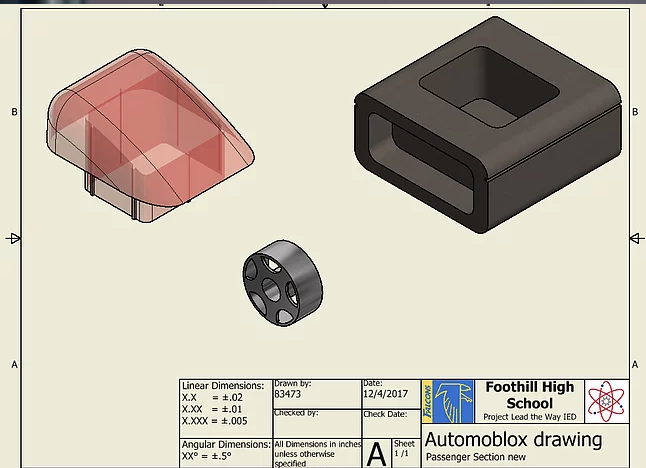 B
B
A
A
Linear Dimensions:
X.X = ±.02
X.XX = ±.01
X.XXX = ±.005
Angular Dimensions:
XX° = ±.5°
Drawn by:
83473
Checked by:
All Dimensions in inches
unless otherwise
specified
Date:
12/4/2017
Check Date:
A
Sheet
1 /1
FALCONS
Foothill High
School
Project Lead the Way IED
Automoblox drawing
Passenger Section new